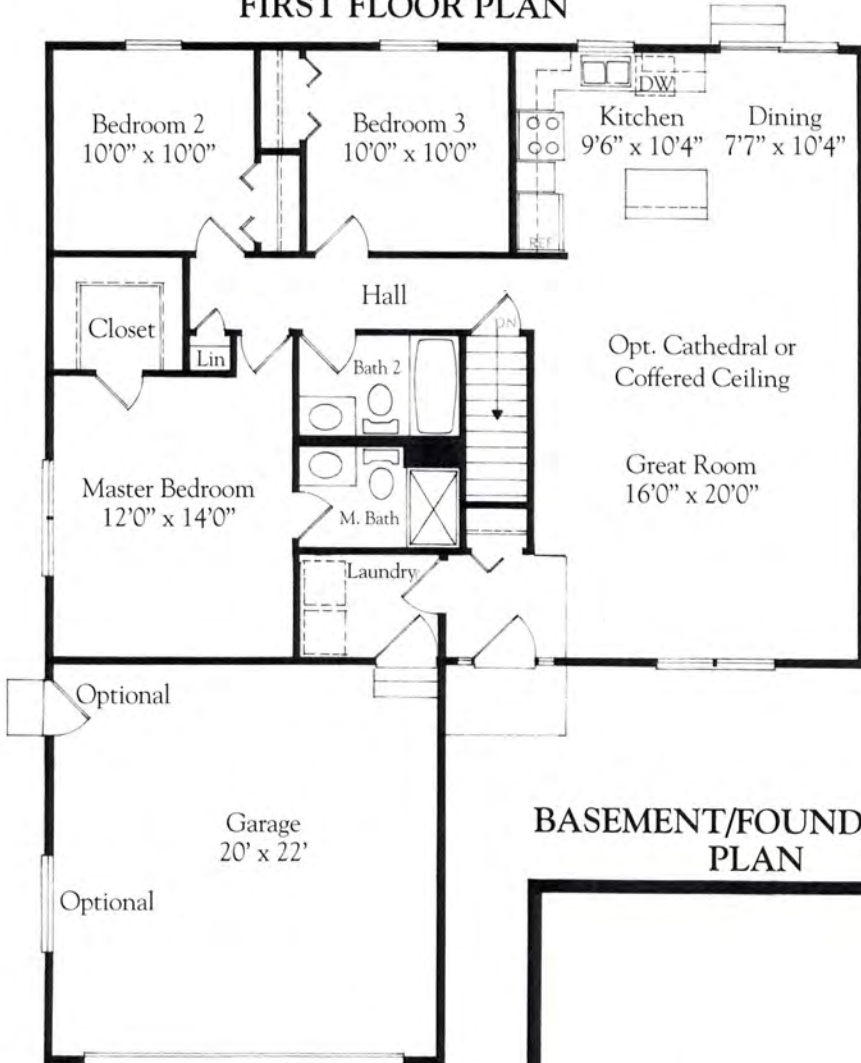 FIRST FLOOR PLAN
Bedroom 2
10'0" x 10'0"
Bedroom 3
10'0" x 10'0"
DW
Kitchen
9'6" x 10'4"
Dining
7'7" x 10'4"
REF
Hall
DN
Closet
Lin
Bath 2
Opt. Cathedral or
Coffered Ceiling
Master Bedroom
12'0" x 14'0"
M. Bath
Great Room
16'0" x 20'0"
Laundry
Optional
Garage
20' x 22'
Optional
BASEMENT/FOUND
PLAN